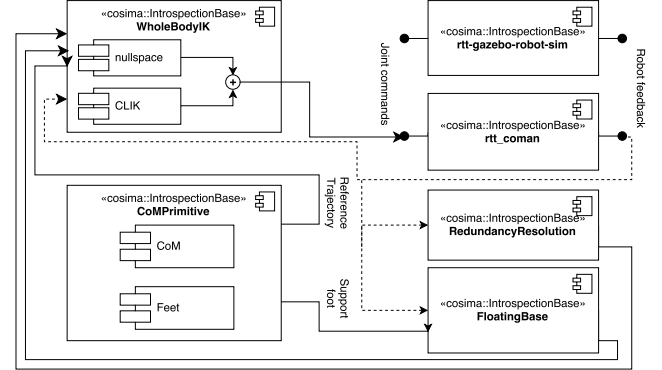 «cosima::IntrospectionBase»
WholeBodyIK
nullspace
CLIK
+
«cosima::IntrospectionBase»
rtt-gazebo-robot-sim
Joint commands
Robot feedback
«cosima::IntrospectionBase»
rtt_coman
«cosima::IntrospectionBase»
CoMPrimitive
CoM
Feet
Reference
Trajectory
Support
foot
«cosima::IntrospectionBase»
RedundancyResolution
«cosima::IntrospectionBase»
FloatingBase